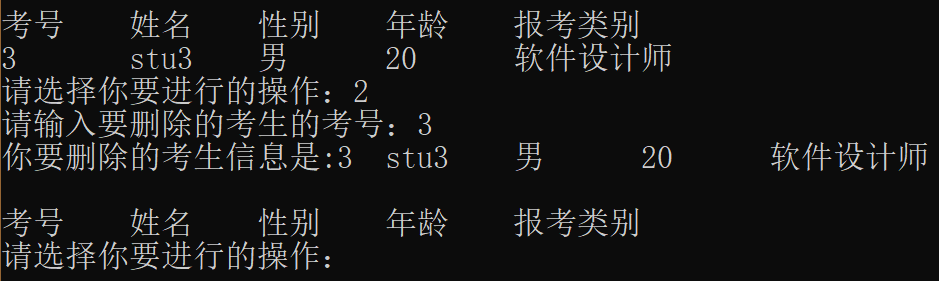 考号 姓名 性别 年龄 报考类别
3 stu3 男 20 软件设计师
请选择你要进行的操作：2
请输入要删除的考生的考号：3
你要删除的考生信息是:3 stu3 男 20 软件设计师
考号 姓名 性别 年龄 报考类别
请选择你要进行的操作：